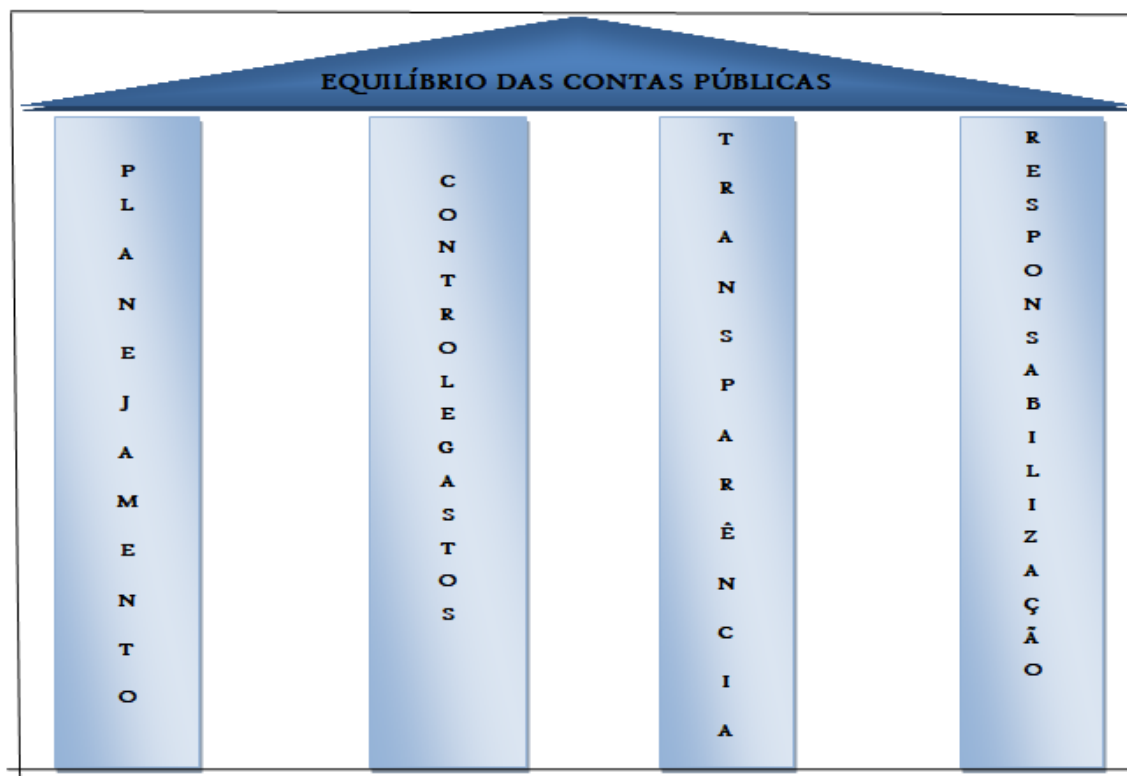 EQUILÍBRIO DAS CONTAS PÚBLICAS
PLANEJAMENTO
CONTROLEGASTOS
TRANSPARÊNCIA
RESPONSABILIZAÇÃO